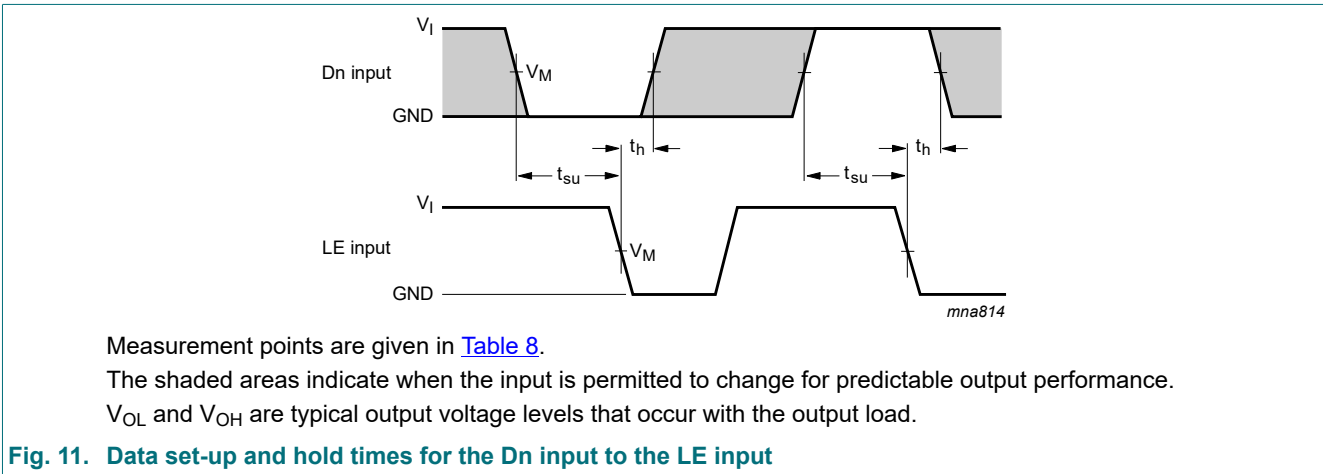 VI
Dn input
VM
GND
th
th
tsu
tsu
VI
LE input
VM
GND
mna814
Measurement points are given in Table 8.
The shaded areas indicate when the input is permitted to change for predictable output performance.
VOL and VOH are typical output voltage levels that occur with the output load.
Fig. 11. Data set-up and hold times for the Dn input to the LE input